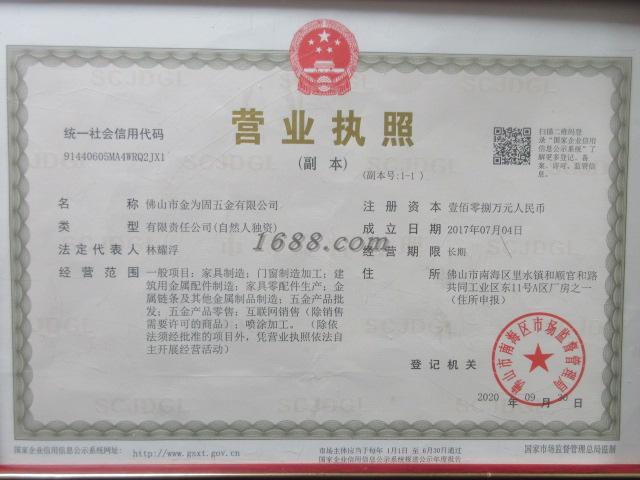 营业执照
(副 本)
(副本号:1-1)
统一社会信用代码
91440605MA4WRQ2JX1
扫描二维码登
录“国家企业信用
信息公示系统”了
解更多登记、备
案、许可、监管信
息。
名 称 佛山市金为固五金有限公司
类 型 有限责任公司(自然人独资)
法定代表人 林耀浮
经营范围 一般项目:家具制造;门窗制造加工;建
筑用金属配件制造;家具零配件生产;金
属链条及其他金属制品制造;五金产品批
发;五金产品零售;互联网销售(除销售
需要许可的商品);喷涂加工。(除依
法须经批准的项目外,凭营业执照依法自
主开展经营活动)
注册资本 壹佰零捌万元人民币
成立日期 2017年07月04日
营业期限 长期
住 所 佛山市南海区里水镇和顺官和路
共同工业区东11号A区厂房之一
(住所申报)
1688.com
登记机关
佛山市南海区市场监督管理局
2020 年 09 月 30 日
国家企业信用信息公示系统网址: http://www.gsxt.gov.cn
市场主体应当于每年1月1日 至 6月30日通过
国家企业信用信息公示系统报送公示年度报告
国家市场监督管理总局监制